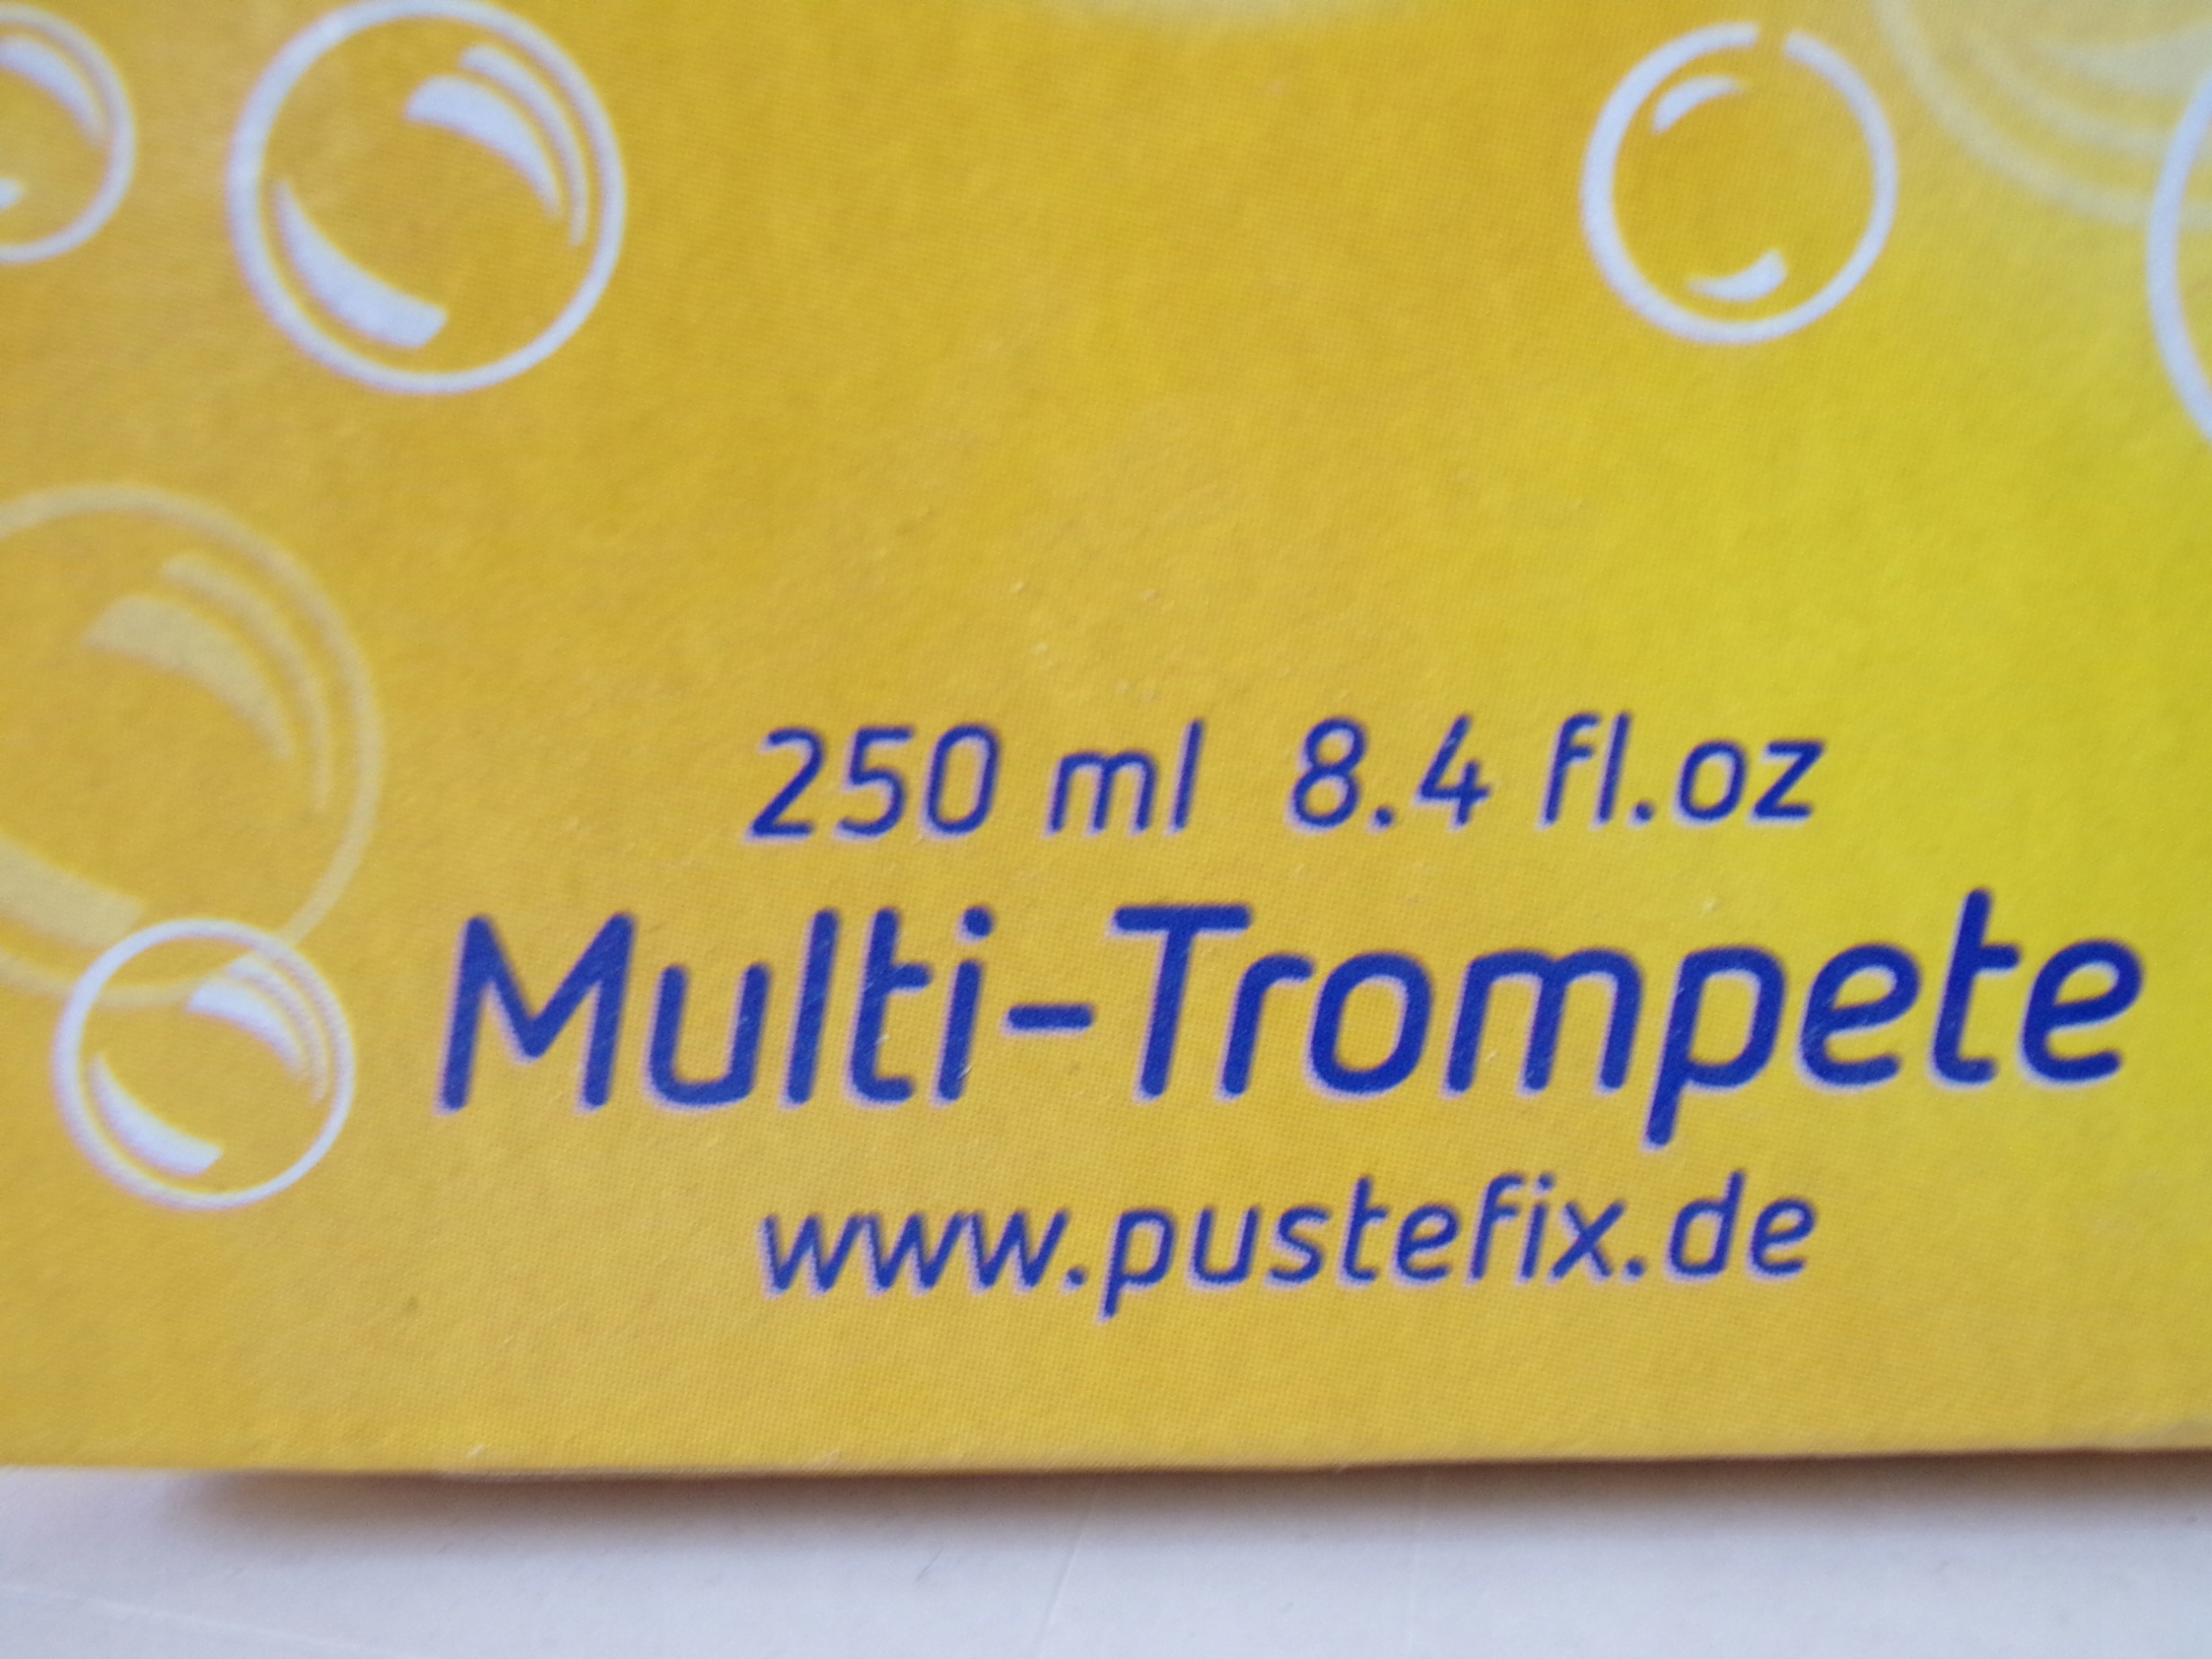 250 ml 8.4 fl.oz
Multi-Trompete
www.pustefix.de